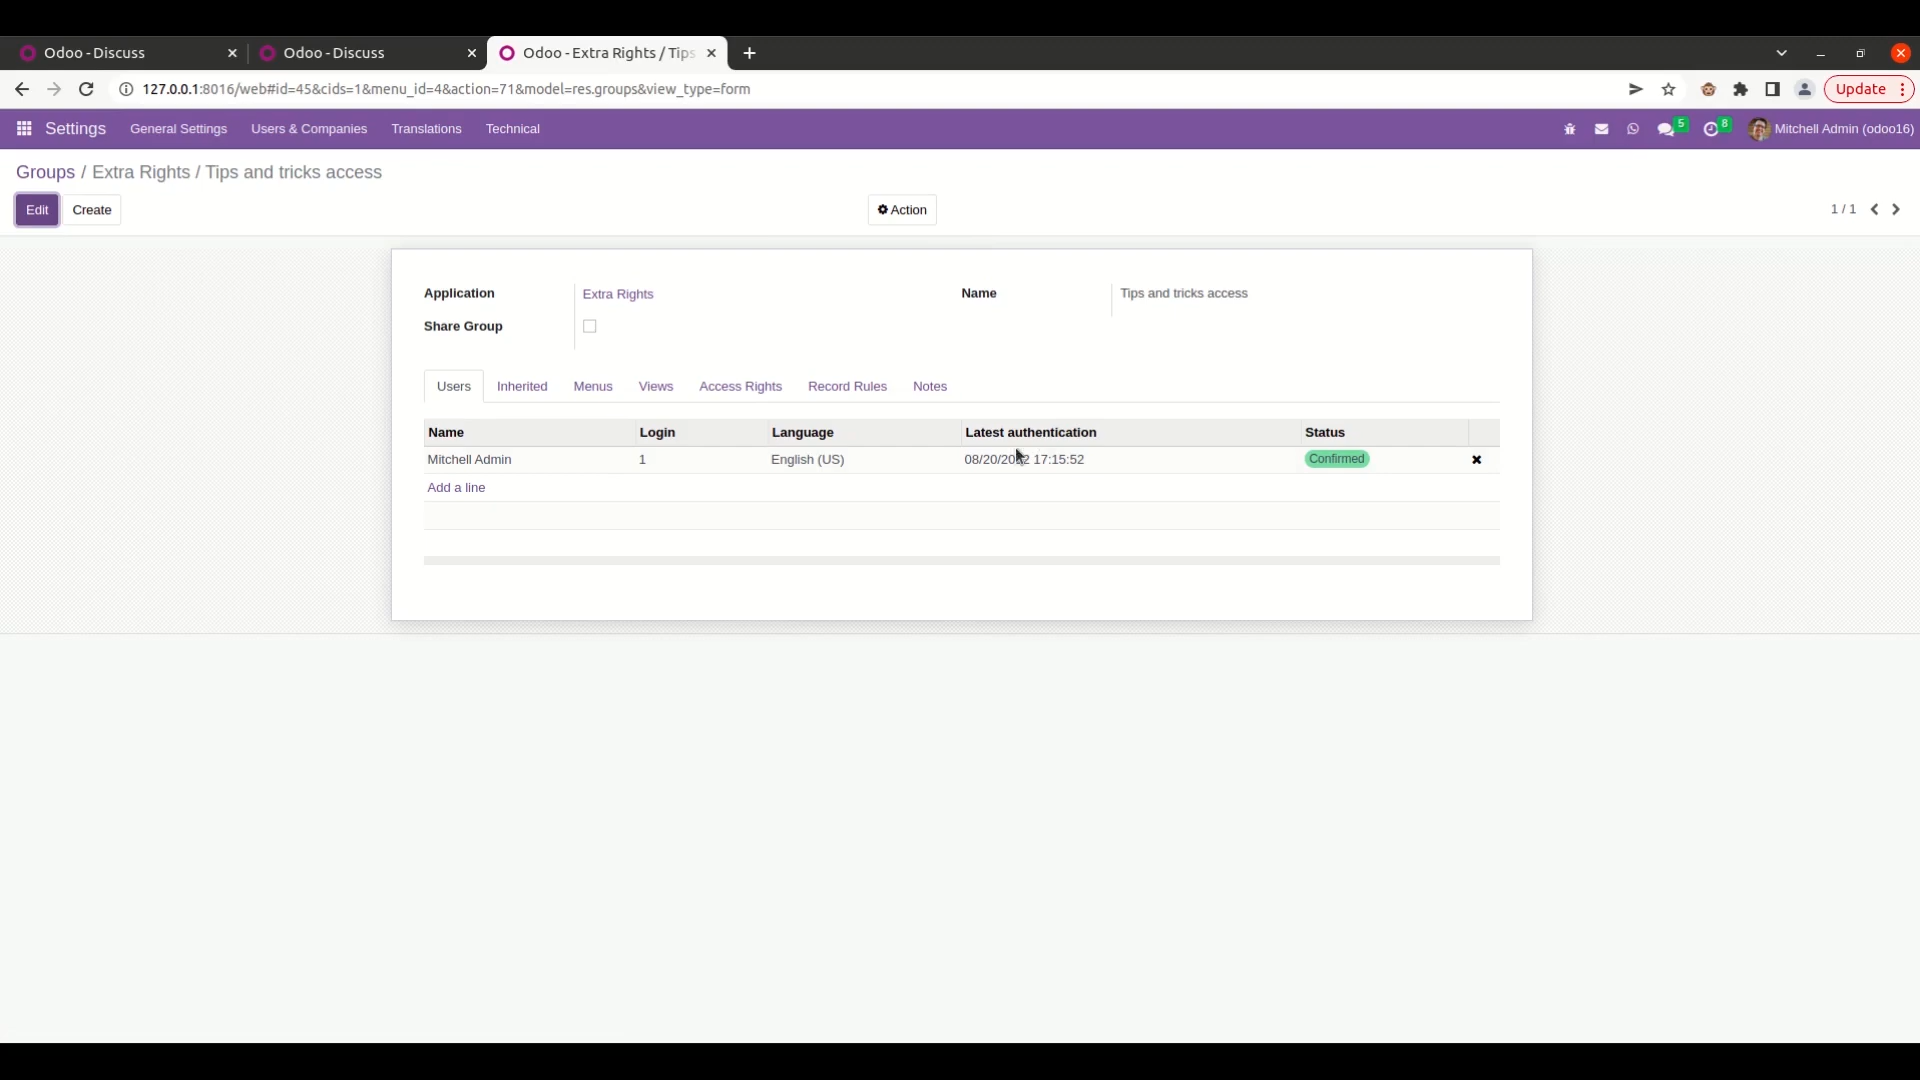 Odoo - Discuss
Odoo - Discuss
Odoo - Extra Rights / Tips
127.0.0.1:8016/web#id=45&cids=1&menu_id=4&action=71&model=res.groups&view_type=form
Update
Settings General Settings Users & Companies Translations Technical
5 8 Mitchell Admin (odoo16)
Groups / Extra Rights / Tips and tricks access
Edit Create Action 1 / 1
Application Extra Rights Name Tips and tricks access
Share Group
Users Inherited Menus Views Access Rights Record Rules Notes
Name Login Language Latest authentication Status
Mitchell Admin 1 English (US) 08/20/2022 17:15:52 Confirmed
Add a line